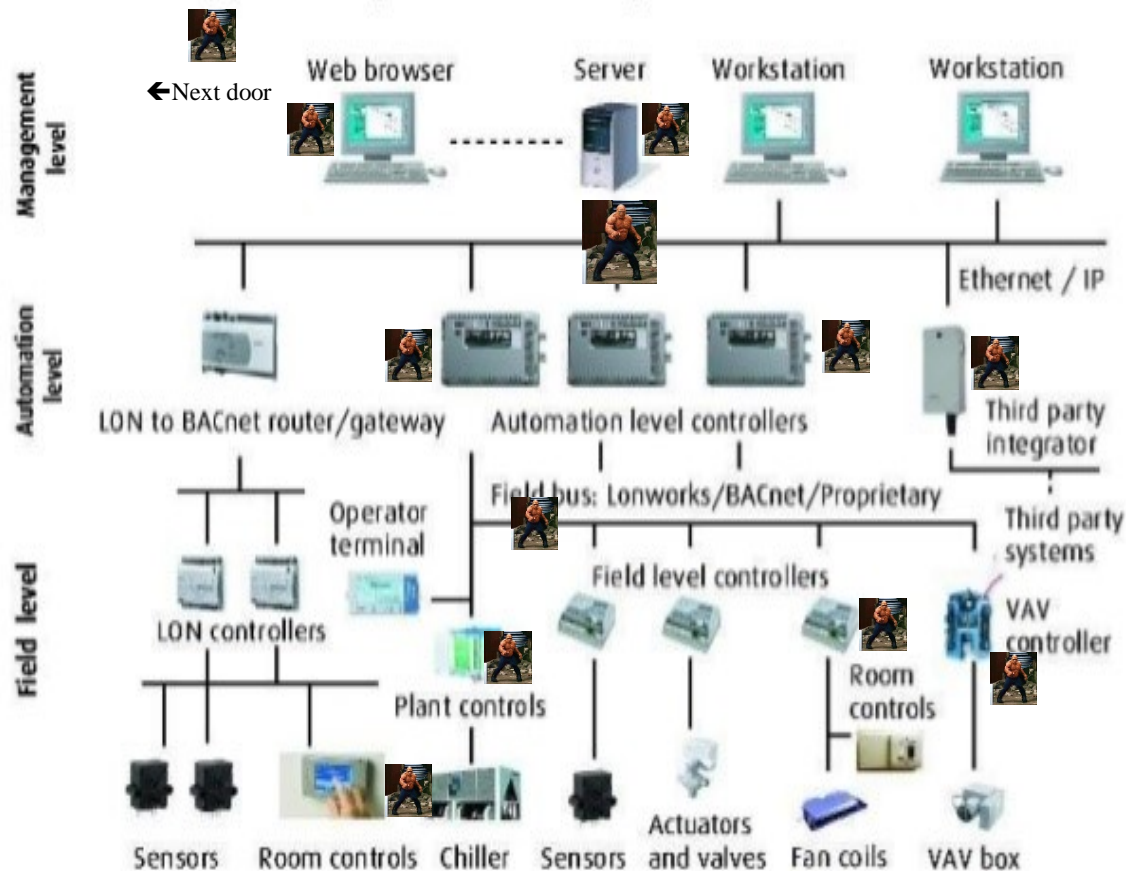 Management
level
Web browser
Server
Workstation
Workstation
←Next door
Ethernet / IP
Automation
level
LON to BACnet router/gateway
Automation level controllers
Third party
integrator
Field bus: Lonworks/BACnet/Proprietary
Operator
terminal
Third party
systems
Field level
Field level controllers
LON controllers
VAV
controller
Plant controls
Room
controls
Sensors
Room controls
Chiller
Sensors
Actuators
and valves
Fan coils
VAV box